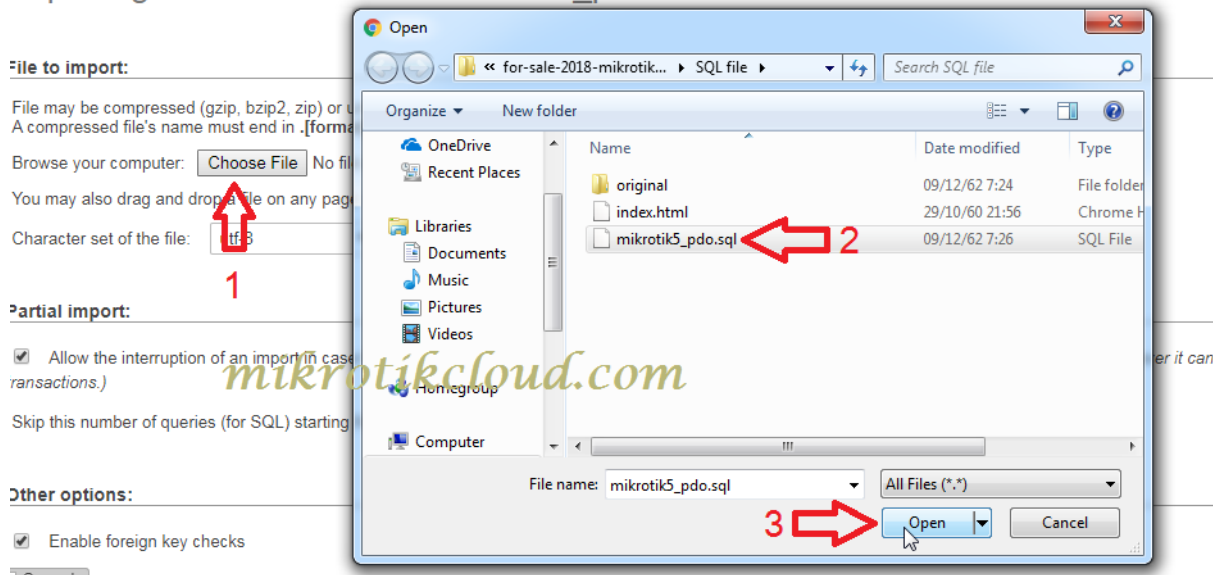 File to import:
File may be compressed (gzip, bzip2, zip) or
A compressed file's name must end in .[forma
Browse your computer: Choose File No fil
You may also drag and drop a file on any page
Character set of the file: utf-8
1
Partial import:
Allow the interruption of an import in case
er it can
ransactions.)
Skip this number of queries (for SQL) starting
Other options:
Enable foreign key checks
Open
« for-sale-2018-mikrotik... SQL file
Search SQL file
Organize New folder
OneDrive
Recent Places
Libraries
Documents
Music
Pictures
Videos
Homegroup
Computer
Name Date modified Type
original 09/12/62 7:24 File folder
index.html 29/10/60 21:56 Chrome H
mikrotik5_pdo.sql 09/12/62 7:26 SQL File
2
File name: mikrotik5_pdo.sql All Files (*.*)
3 Open Cancel
mikrotikcloud.com